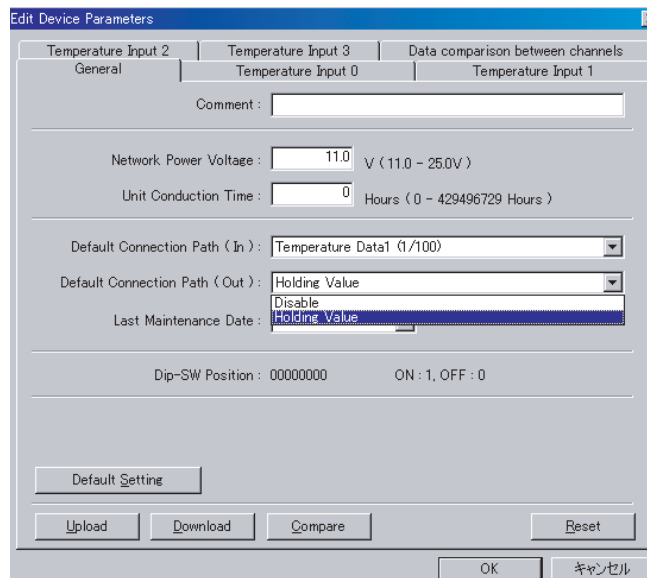 Edit Device Parameters
Temperature Input 2 Temperature Input 3 Data comparison between channels
General Temperature Input 0 Temperature Input 1
Comment :
Network Power Voltage : 11.0 V ( 11.0 - 25.0V )
Unit Conduction Time : 0 Hours ( 0 - 429496729 Hours )
Default Connection Path ( In ) : Temperature Data1 (1/100)
Default Connection Path ( Out ) : Holding Value
Disable
Last Maintenance Date : Holding Value
Dip-SW Position : 00000000 ON : 1, OFF : 0
Default Setting
Upload Download Compare Reset
OK キャンセル